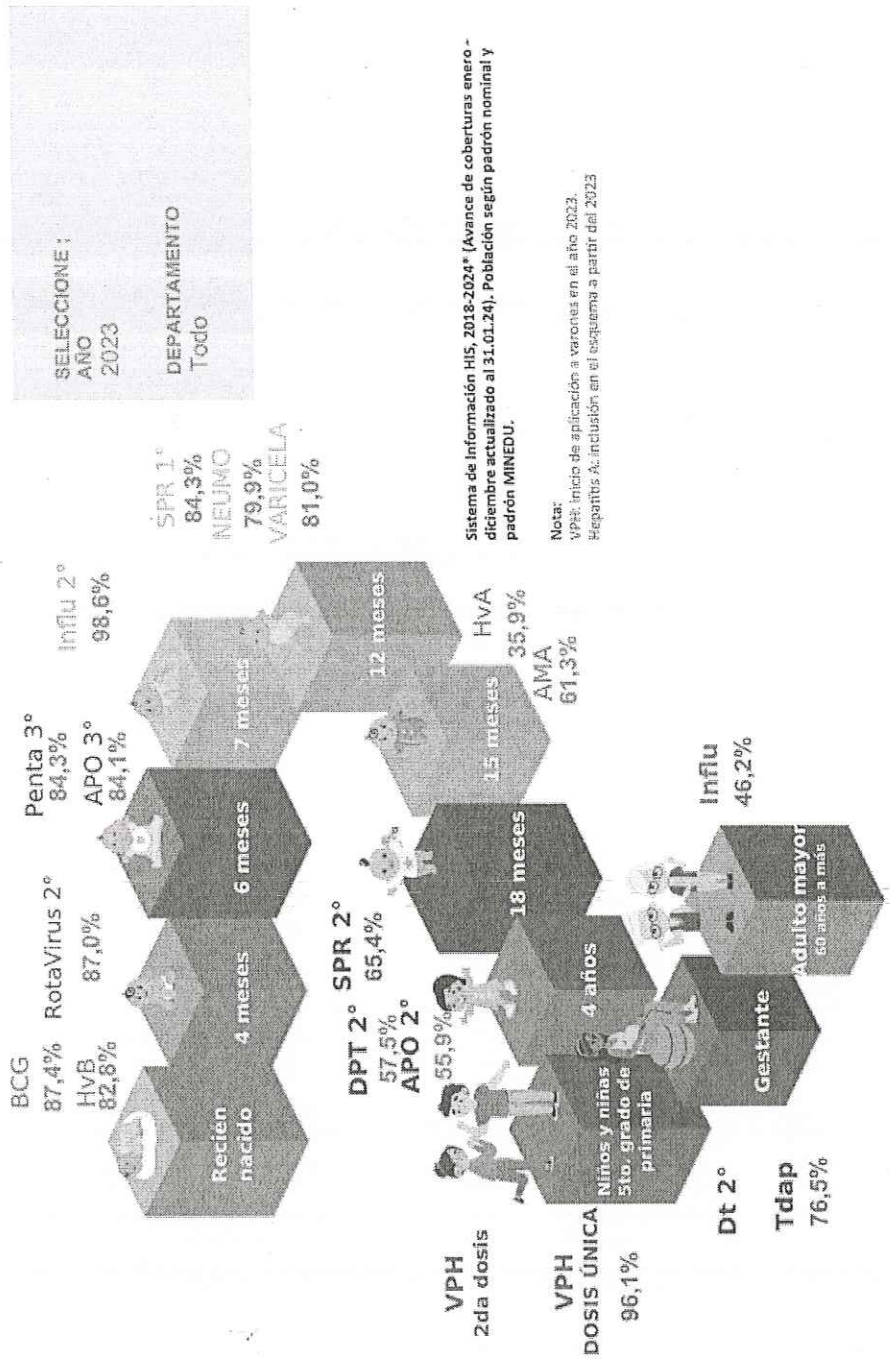 BCG
87,4%
HvB
82,8%
RotaVirus 2°
87,0%
Penta 3°
84,3%
APO 3°
84,1%
Influ 2°
98,6%
SPR 1°
84,3%
NEUMO
79,9%
VARICELA
81,0%
SELECCIONE :
AÑO
2023
DEPARTAMENTO
Todo
Recién
nacido
4 meses
6 meses
7 meses
12 meses
15 meses
18 meses
HvA
35,9%
AMA
61,3%
SPR 2°
65,4%
DPT 2°
57,5%
APO 2°
55,9%
4 años
Niños y niñas
5to. grado de
primaria
VPH
2da dosis
VPH
DOSIS ÚNICA
96,1%
Gestante
Dt 2°
Tdap
76,5%
Adulto mayor
60 años a más
Influ
46,2%
Sistema de Información HIS, 2018-2024* (Avance de coberturas enero -
diciembre actualizado al 31.01.24). Población según padrón nominal y
padrón MINEDU.
Nota:
VPH: Inicio de aplicación a varones en el año 2023.
Hepatitis A: inclusión en el esquema a partir del 2023